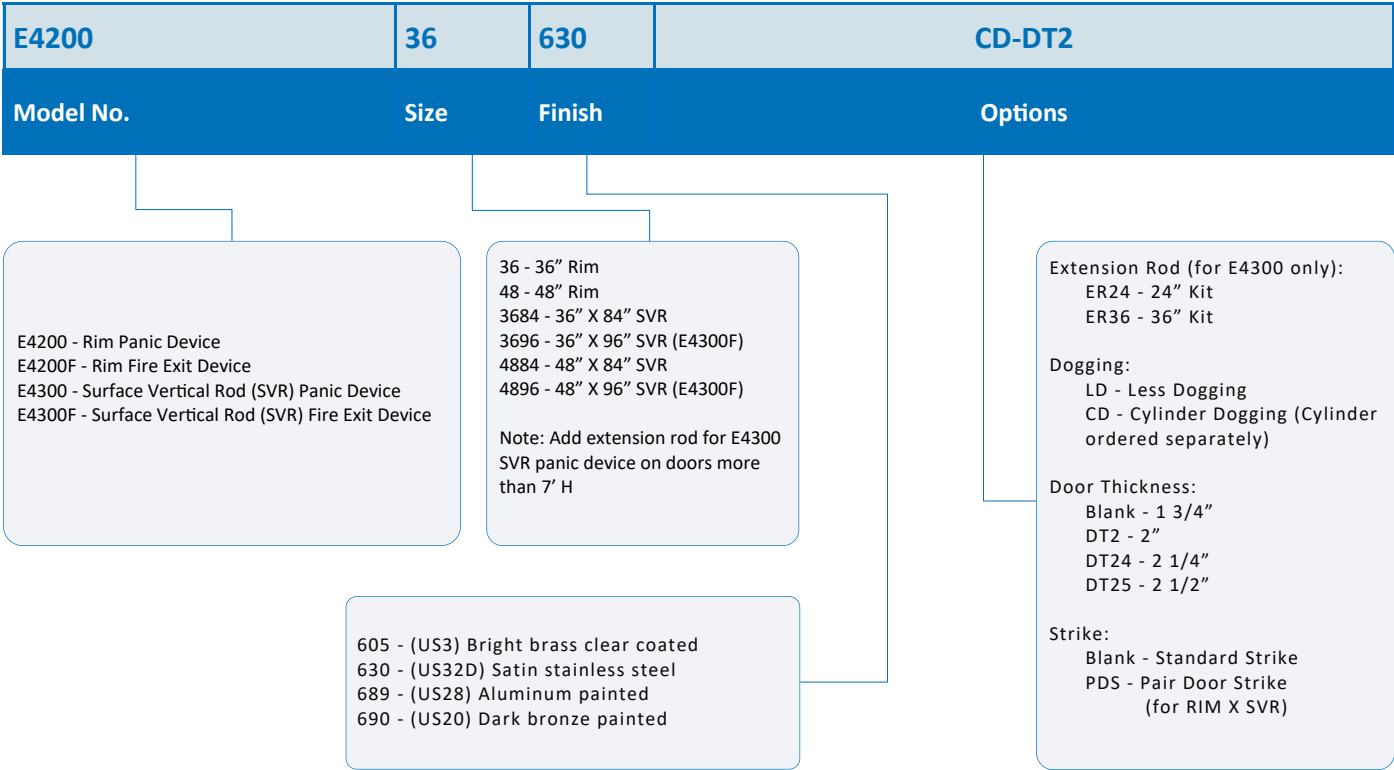 E4200 36 630 CD-DT2
Model No. Size Finish Options
E4200 - Rim Panic Device
E4200F - Rim Fire Exit Device
E4300 - Surface Vertical Rod (SVR) Panic Device
E4300F - Surface Vertical Rod (SVR) Fire Exit Device
36 - 36” Rim
48 - 48” Rim
3684 - 36” X 84” SVR
3696 - 36” X 96” SVR (E4300F)
4884 - 48” X 84” SVR
4896 - 48” X 96” SVR (E4300F)
Note: Add extension rod for E4300
SVR panic device on doors more
than 7’ H
605 - (US3) Bright brass clear coated
630 - (US32D) Satin stainless steel
689 - (US28) Aluminum painted
690 - (US20) Dark bronze painted
Extension Rod (for E4300 only):
ER24 - 24” Kit
ER36 - 36” Kit
Dogging:
LD - Less Dogging
CD - Cylinder Dogging (Cylinder
ordered separately)
Door Thickness:
Blank - 1 3/4”
DT2 - 2”
DT24 - 2 1/4”
DT25 - 2 1/2”
Strike:
Blank - Standard Strike
PDS - Pair Door Strike
(for RIM X SVR)